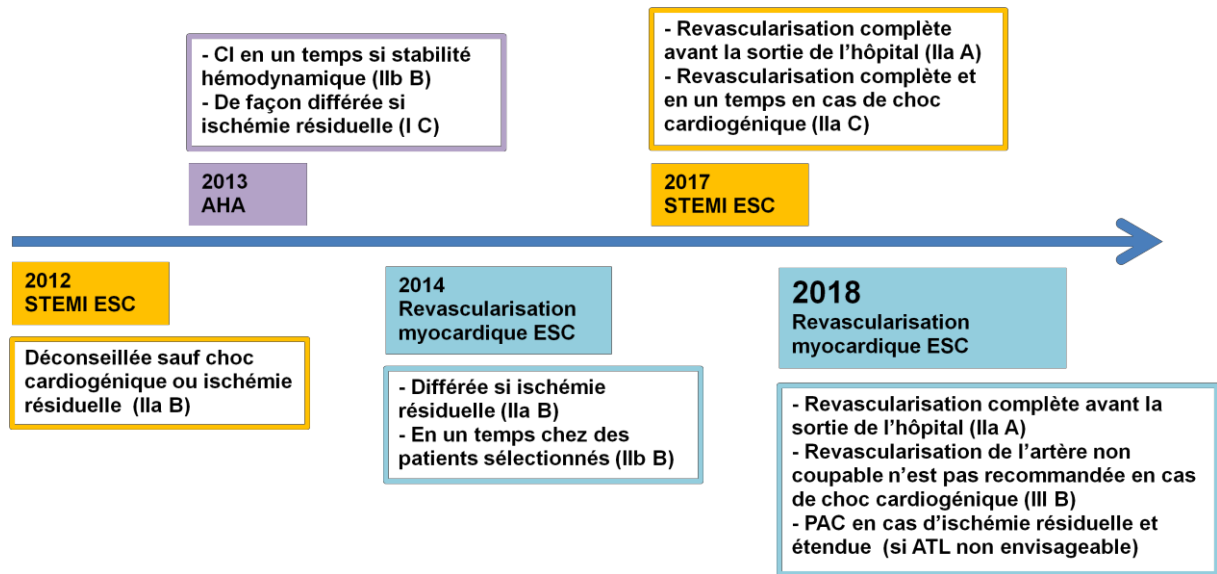 - CI en un temps si stabilité
hémodynamique (IIb B)
- De façon différée si
ischémie résiduelle (I C)
2013
AHA
- Revascularisation complète
avant la sortie de l’hôpital (IIa A)
- Revascularisation complète et
en un temps en cas de choc
cardiogénique (IIa C)
2017
STEMI ESC
2012
STEMI ESC
Déconseillée sauf choc
cardiogénique ou ischémie
résiduelle (IIa B)
2014
Revascularisation
myocardique ESC
- Différée si ischémie
résiduelle (IIa B)
- En un temps chez des
patients sélectionnés (IIb B)
2018
Revascularisation
myocardique ESC
- Revascularisation complète avant la
sortie de l’hôpital (IIa A)
- Revascularisation de l’artère non
coupable n’est pas recommandée en cas
de choc cardiogénique (III B)
- PAC en cas d’ischémie résiduelle et
étendue (si ATL non envisageable)